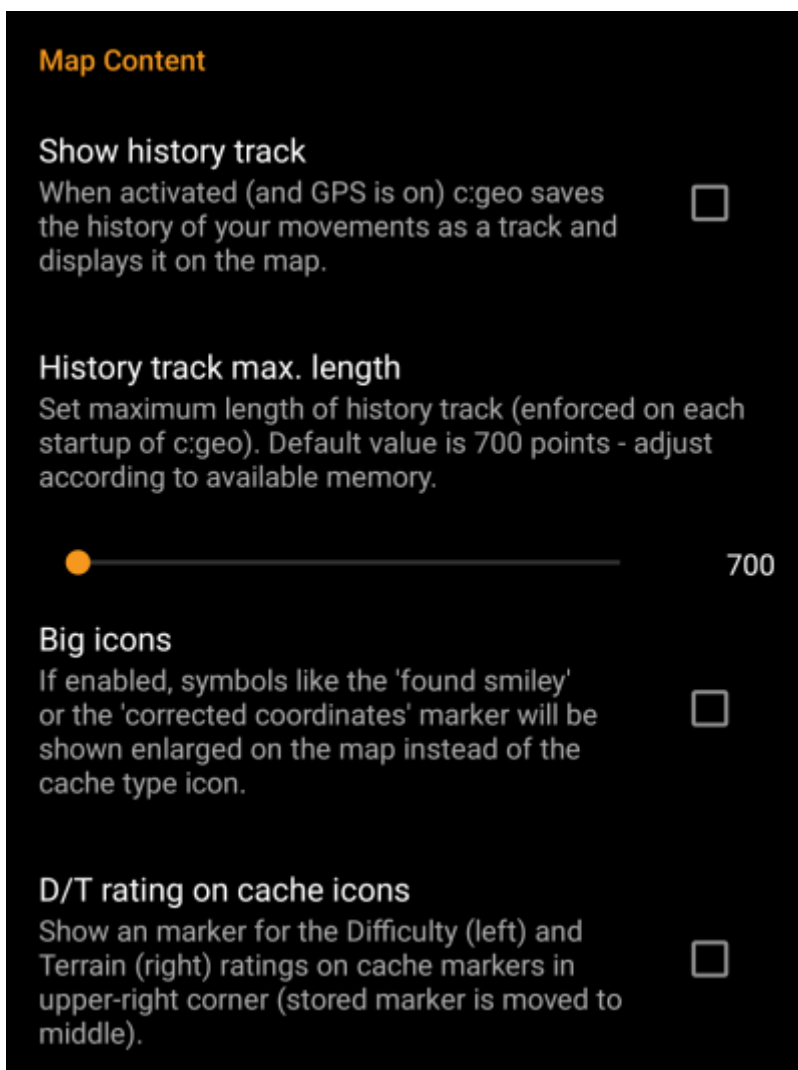 Map Content
Show history track
When activated (and GPS is on) c:geo saves
the history of your movements as a track and
displays it on the map.
History track max. length
Set maximum length of history track (enforced on each
startup of c:geo). Default value is 700 points - adjust
according to available memory.
700
Big icons
If enabled, symbols like the 'found smiley'
or the 'corrected coordinates' marker will be
shown enlarged on the map instead of the
cache type icon.
D/T rating on cache icons
Show an marker for the Difficulty (left) and
Terrain (right) ratings on cache markers in
upper-right corner (stored marker is moved to
middle).